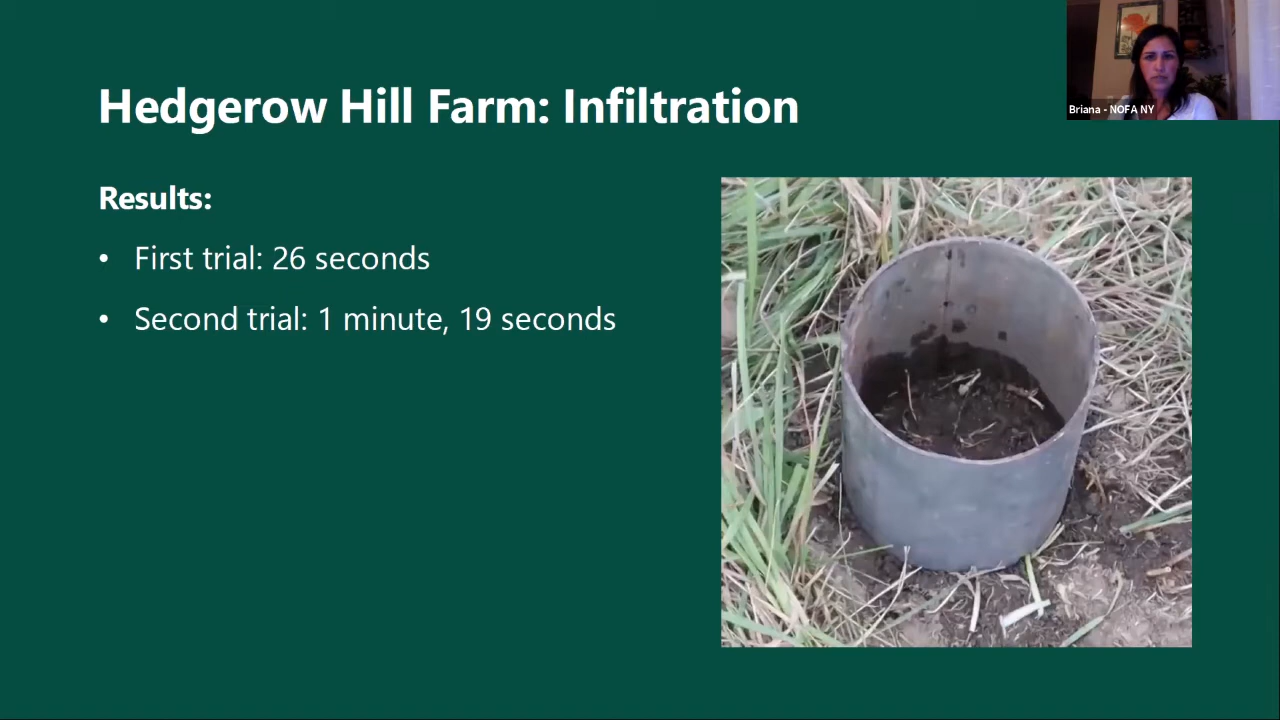 Hedgerow Hill Farm: Infiltration
Briana - NOFA NY
Results:
• First trial: 26 seconds
• Second trial: 1 minute, 19 seconds